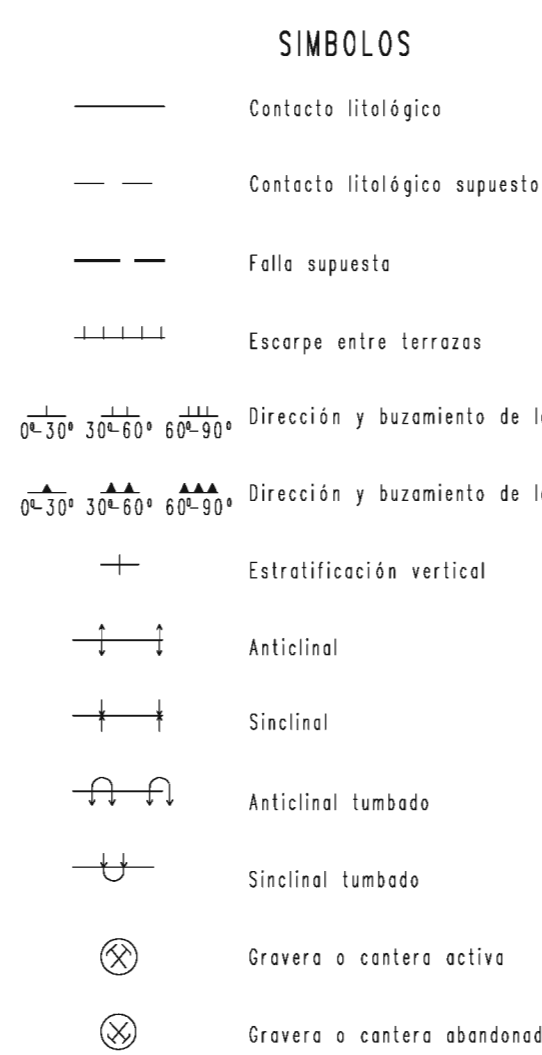 SIMBOLOS
Contacto litológico
Contacto litológico supuesto
Falla supuesta
Escarpe entre terrazas
0º-30º 30º-60º 60º-90º Dirección y buzamiento de l
0º-30º 30º-60º 60º-90º Dirección y buzamiento de l
Estratificación vertical
Anticlinal
Sinclinal
Anticlinal tumbado
Sinclinal tumbado
Gravera o cantera activa
Gravera o cantera abandonad